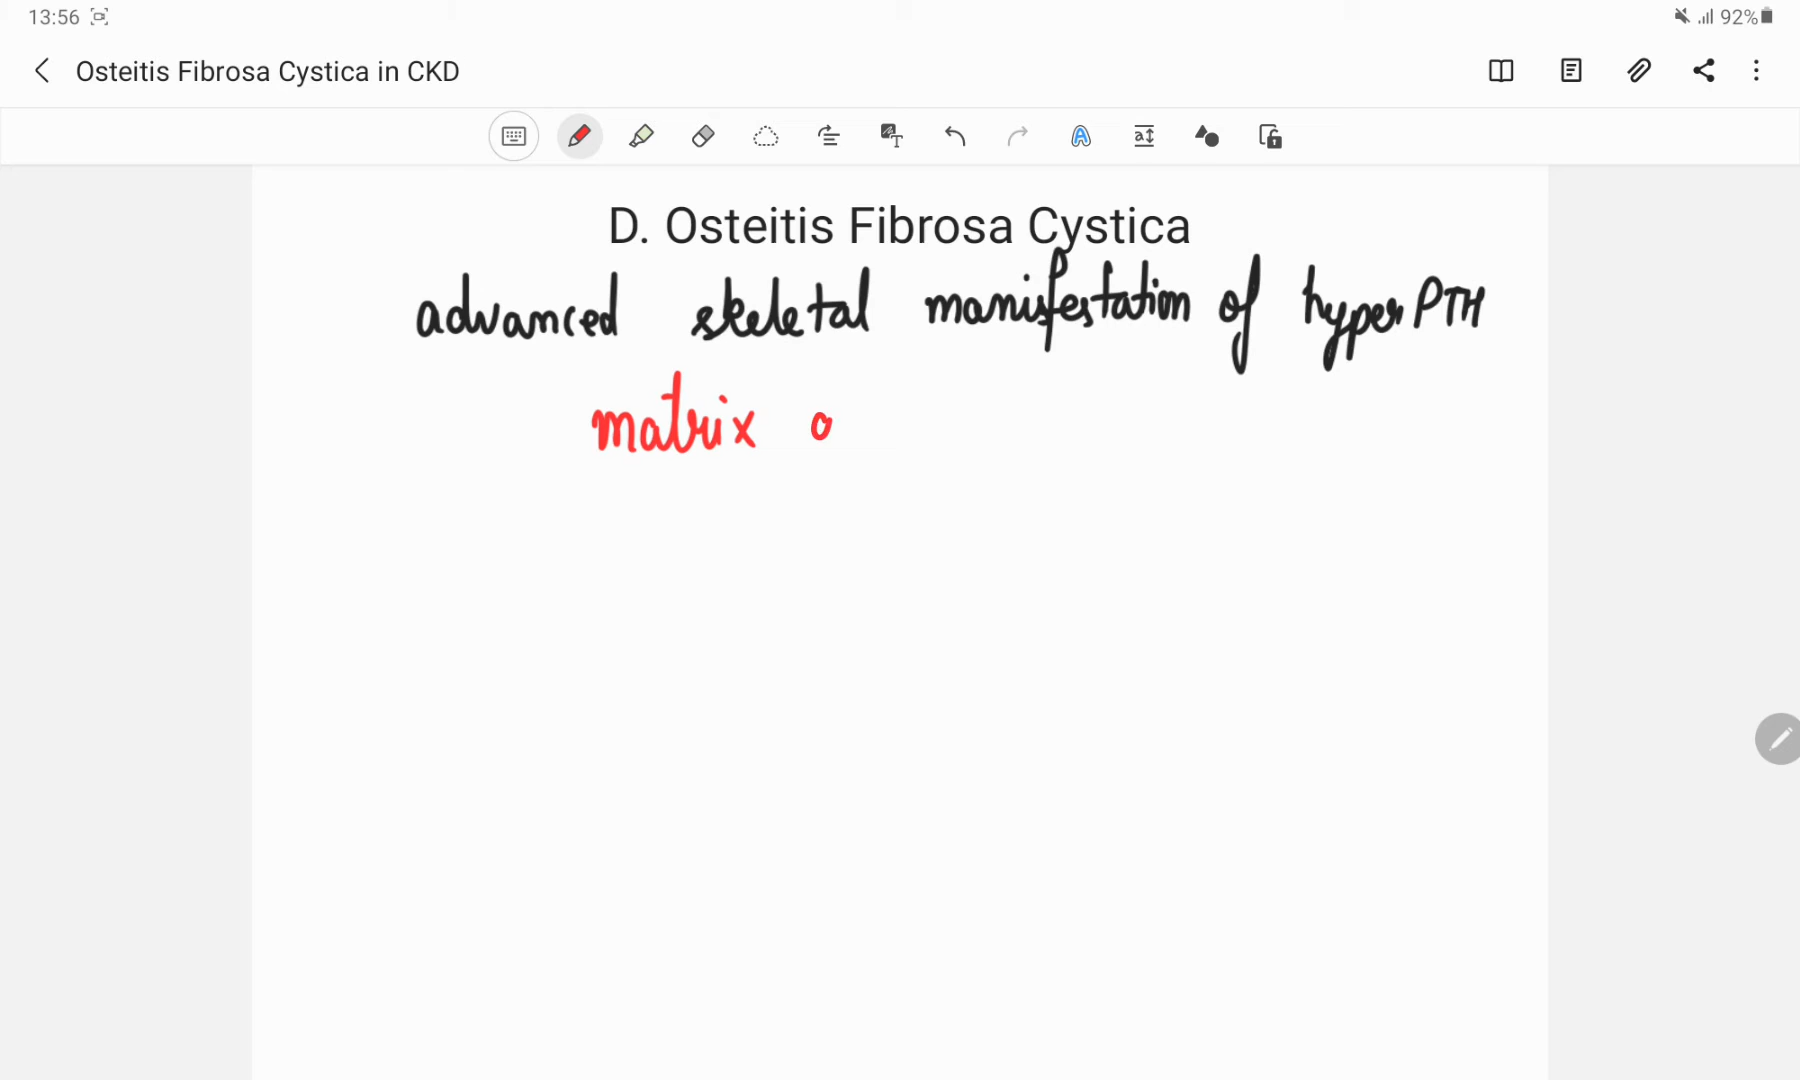 13:56 92%
Osteitis Fibrosa Cystica in CKD
D. Osteitis Fibrosa Cystica
advanced skeletal manifestation of hyperPTH
matrix o